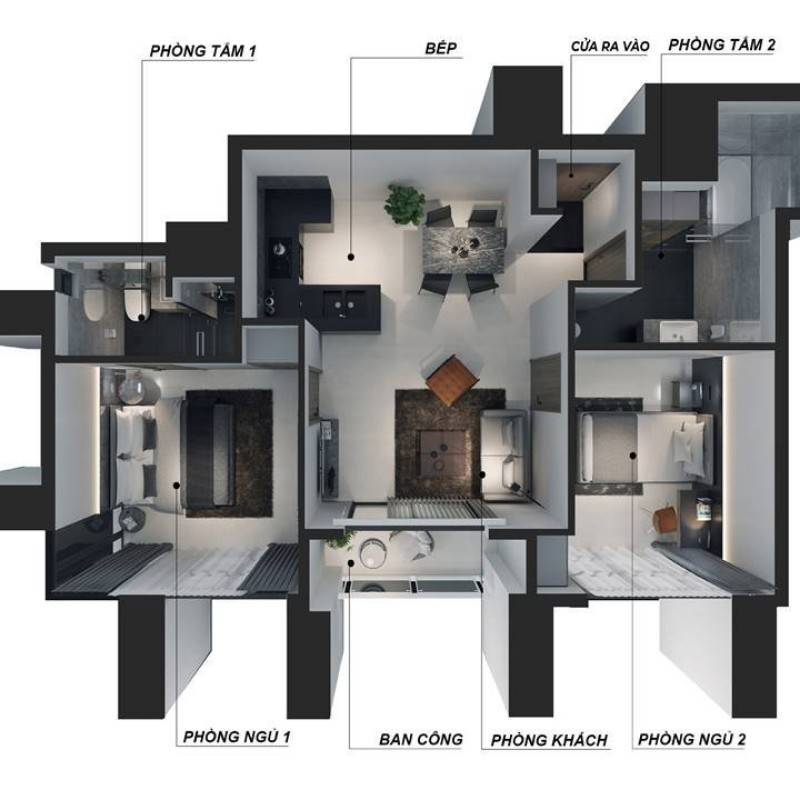 PHÒNG TẮM 1
BẾP
CỬA RA VÀO
PHÒNG TẮM 2
PHÒNG NGỦ 1
BAN CÔNG
PHÒNG KHÁCH
PHÒNG NGỦ 2